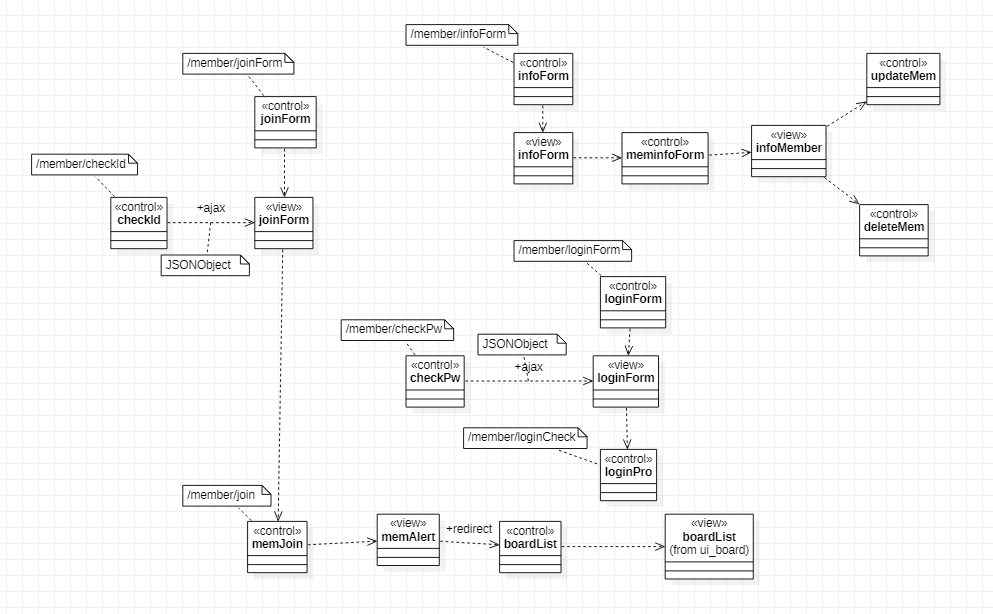 /member/infoForm
/member/joinForm
«control»
infoForm
«control»
updateMem
«control»
joinForm
/member/checkId
«view»
infoForm
«control»
meminfoForm
«view»
infoMember
«control»
checkId
+ajax
«view»
joinForm
«control»
deleteMem
JSONObject
/member/loginForm
«control»
loginForm
/member/checkPw
JSONObject
«control»
checkPw
+ajax
«view»
loginForm
/member/loginCheck
«control»
loginPro
/member/join
«control»
memJoin
«view»
memAlert
+redirect
«control»
boardList
«view»
boardList
(from ui_board)